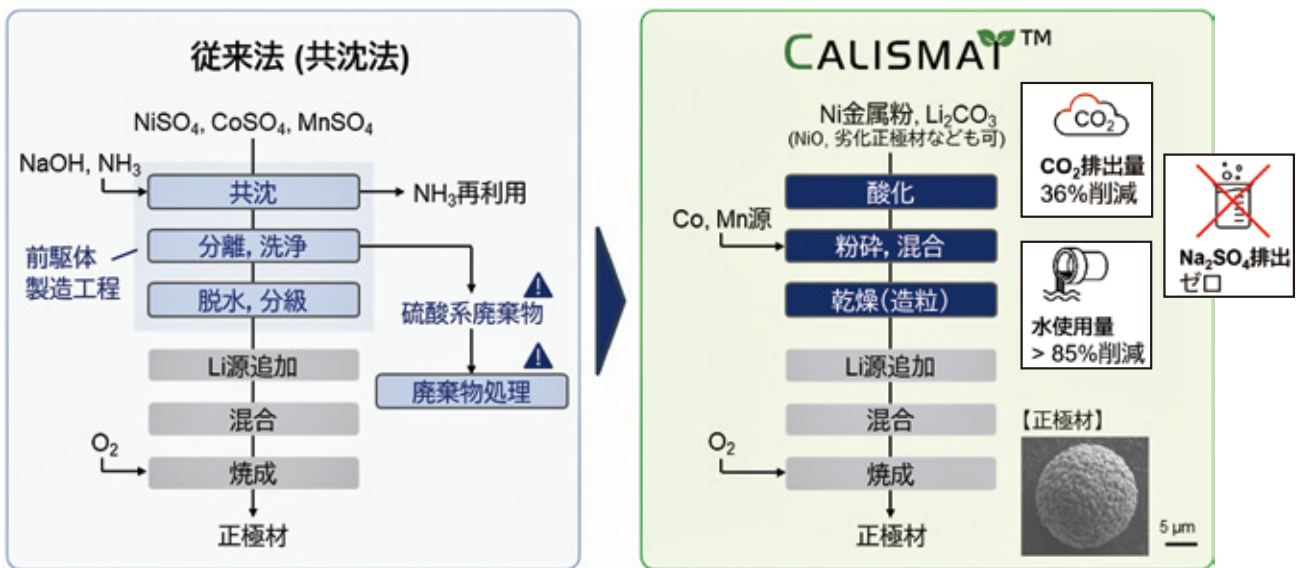 従来法 (共沈法)
NiSO4, CoSO4, MnSO4
NaOH, NH3
共沈
NH3再利用
分離, 洗浄
前駆体
製造工程
脱水, 分級
硫酸系廃棄物
Li源追加
廃棄物処理
混合
O2
焼成
正極材
CALISMAT™
Ni金属粉, Li2CO3
(NiO, 劣化正極材なども可)
酸化
Co, Mn源
粉砕, 混合
乾燥(造粒)
Li源追加
混合
O2
焼成
正極材
CO2
CO2排出量
36%削減
Na2SO4排出
ゼロ
水使用量
> 85%削減
【正極材】
5 µm